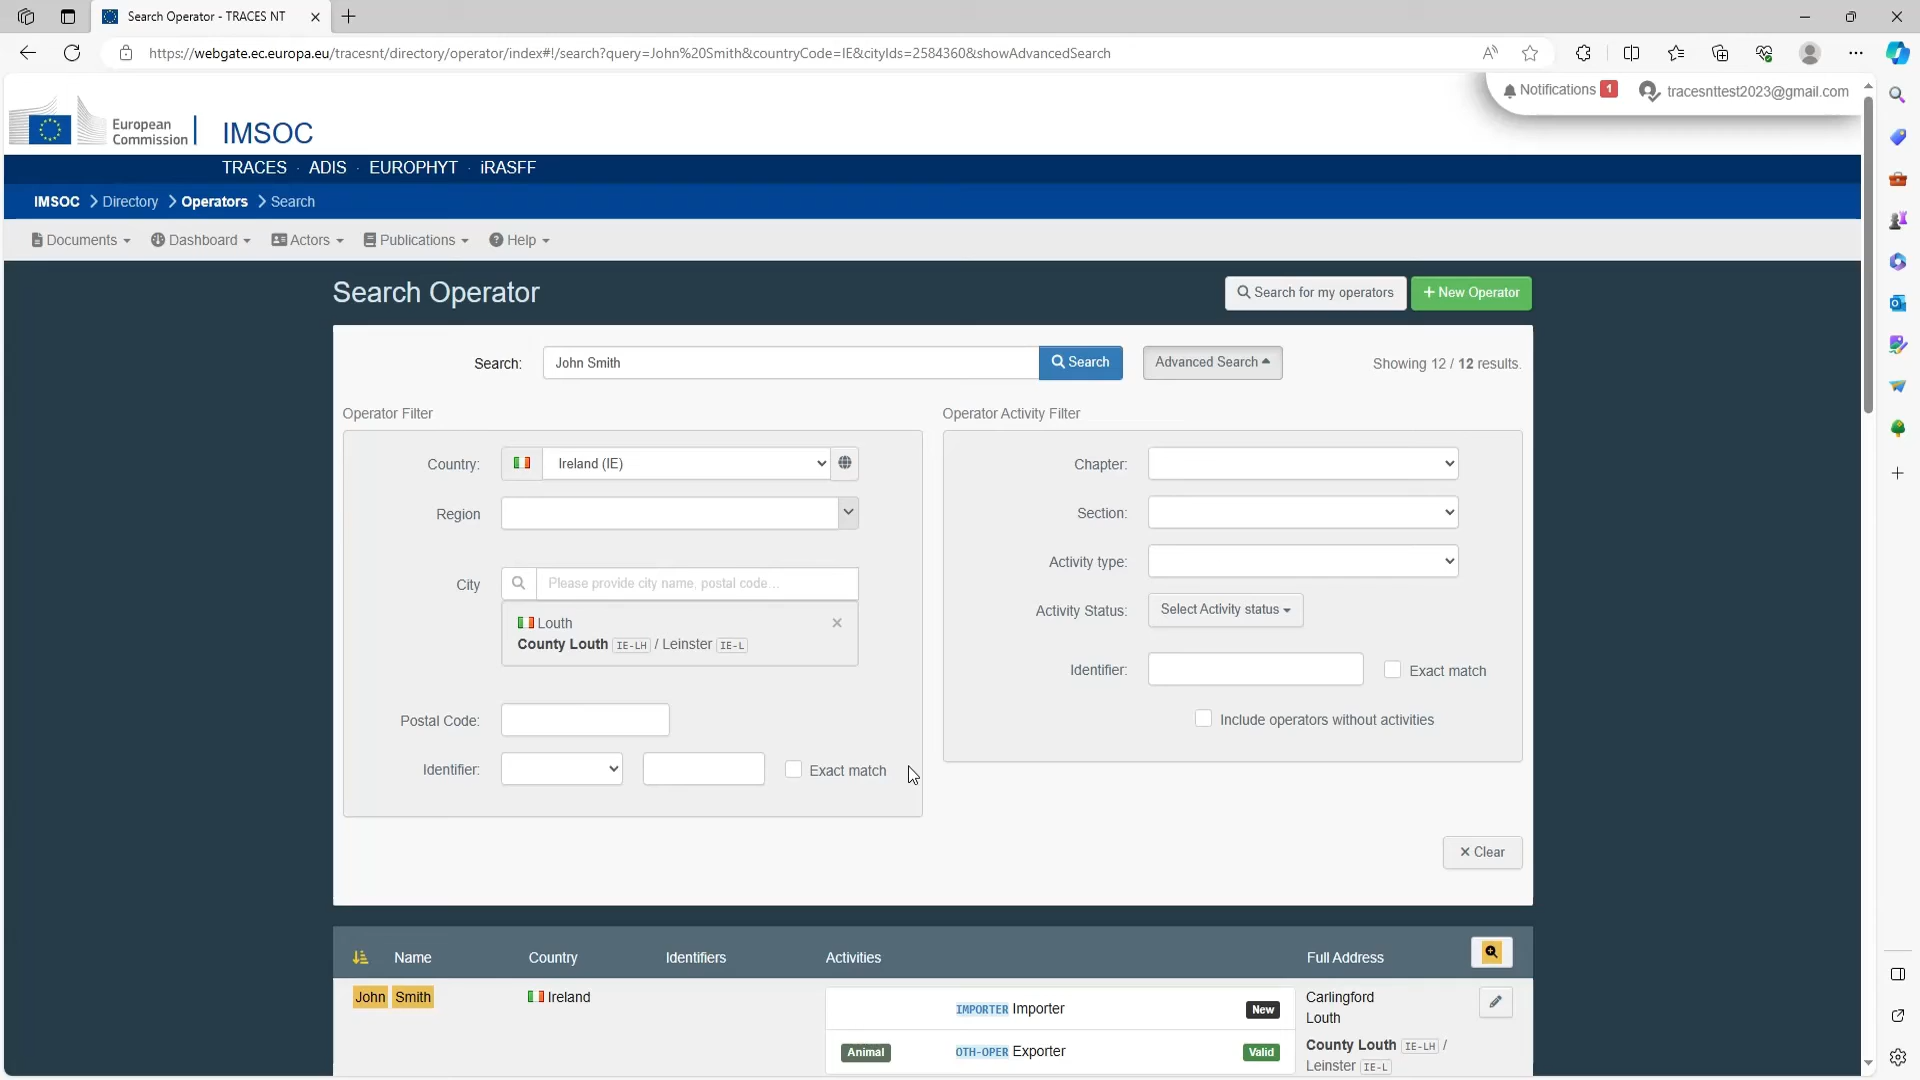 Search Operator - TRACES NT
https://webgate.ec.europa.eu/tracesnt/directory/operator/index#!/search?query=John%20Smith&countryCode=IE&cityIds=2584360&showAdvancedSearch
Notifications 1 tracesnttest2023@gmail.com
European
Commission
IMSOC
TRACES · ADIS · EUROPHYT · iRASFF
IMSOC > Directory > Operators > Search
Documents Dashboard Actors Publications Help
Search Operator
Search for my operators
+ New Operator
Search: John Smith Search Advanced Search Showing 12 / 12 results.
Operator Filter
Country: Ireland (IE)
Region
City Please provide city name, postal code...
Louth ×
County Louth IE-LH / Leinster IE-L
Postal Code:
Identifier: Exact match
Operator Activity Filter
Chapter:
Section:
Activity type:
Activity Status: Select Activity status
Identifier: Exact match
Include operators without activities
× Clear
Name Country Identifiers Activities Full Address
John Smith Ireland
IMPORTER Importer New
Animal OTH-OPER Exporter Valid
Carlingford
Louth
County Louth IE-LH /
Leinster IE-L